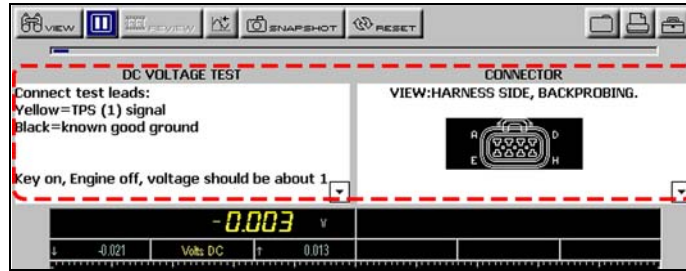 VIEW
REVIEW
SNAPSHOT
RESET
DC VOLTAGE TEST
Connect test leads:
Yellow=TPS (1) signal
Black=known good ground
Key on, Engine off, voltage should be about 1
CONNECTOR
VIEW:HARNESS SIDE, BACKPROBING.
A D
E H
-0.003 V
↓ -0.021 Volts DC ↑ 0.013